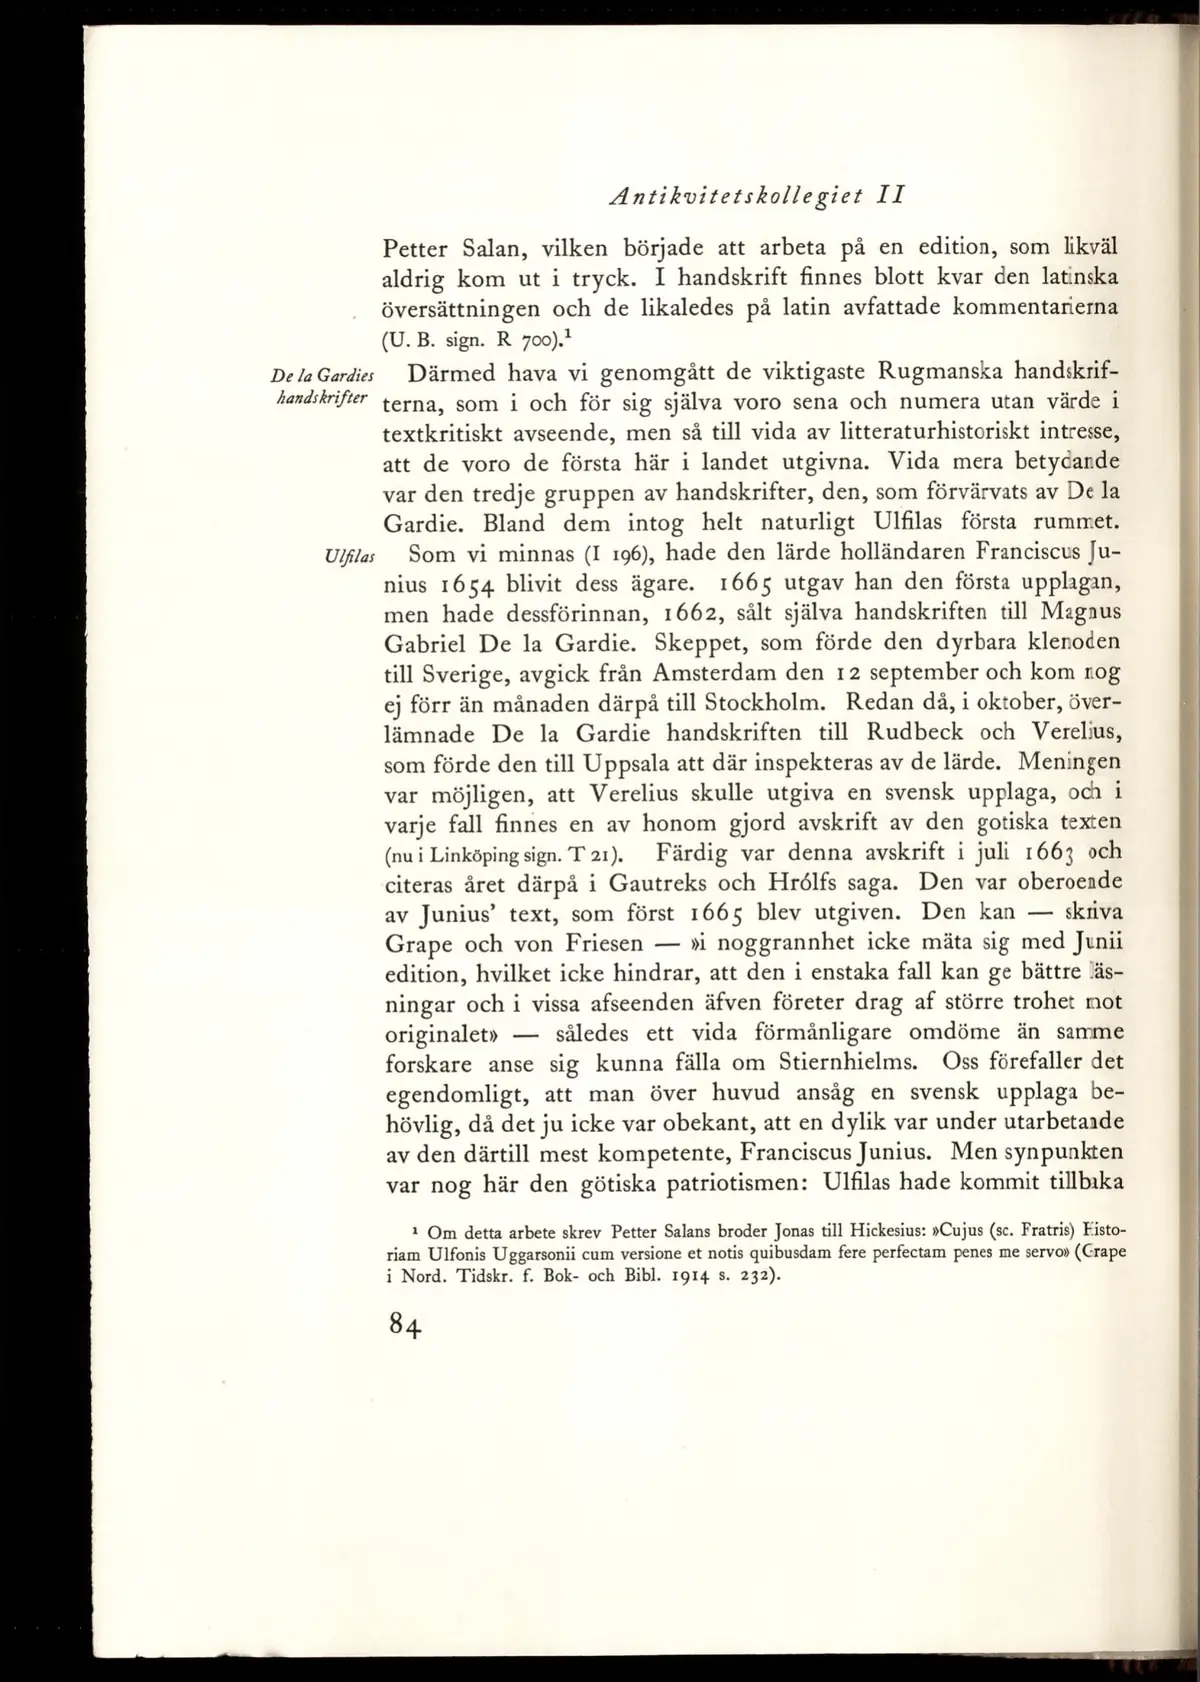 Antikvitetskollegiet II
Petter Salan, vilken började att arbeta på en edition, som likväl
aldrig kom ut i tryck. I handskrift finnes blott kvar den latinska
översättningen och de likaledes på latin avfattade kommentarierna
(U. B. sign. R 700).¹
De la Gardies
handskrifter
Därmed hava vi genomgått de viktigaste Rugmanska handskrif-
terna, som i och för sig själva voro sena och numera utan värde i
textkritiskt avseende, men så till vida av litteraturhistoriskt intresse,
att de voro de första här i landet utgivna. Vida mera betydande
var den tredje gruppen av handskrifter, den, som förvärvats av De la
Gardie. Bland dem intog helt naturligt Ulfilas första rummet.
Ulfilas
Som vi minnas (I 196), hade den lärde holländaren Franciscus Ju-
nius 1654 blivit dess ägare. 1665 utgav han den första upplagan,
men hade dessförinnan, 1662, sålt själva handskriften till Magnus
Gabriel De la Gardie. Skeppet, som förde den dyrbara klenoden
till Sverige, avgick från Amsterdam den 12 september och kom nog
ej förr än månaden därpå till Stockholm. Redan då, i oktober, över-
lämnade De la Gardie handskriften till Rudbeck och Verelius,
som förde den till Uppsala att där inspekteras av de lärde. Meningen
var möjligen, att Verelius skulle utgiva en svensk upplaga, och i
varje fall finnes en av honom gjord avskrift av den gotiska texten
(nu i Linköping sign. T 21). Färdig var denna avskrift i juli 1663 och
citeras året därpå i Gautreks och Hrólfs saga. Den var oberoende
av Junius’ text, som först 1665 blev utgiven. Den kan — skriva
Grape och von Friesen — »i noggrannhet icke mäta sig med Junii
edition, hvilket icke hindrar, att den i enstaka fall kan ge bättre läs-
ningar och i vissa afseenden äfven företer drag af större trohet mot
originalet» — således ett vida förmånligare omdöme än samme
forskare anse sig kunna fälla om Stiernhielms. Oss förefaller det
egendomligt, att man över huvud ansåg en svensk upplaga be-
hövlig, då det ju icke var obekant, att en dylik var under utarbetande
av den därtill mest kompetente, Franciscus Junius. Men synpunkten
var nog här den götiska patriotismen: Ulfilas hade kommit tillbaka
¹ Om detta arbete skrev Petter Salans broder Jonas till Hickesius: »Cujus (sc. Fratris) Histo-
riam Ulfonis Uggarsonii cum versione et notis quibusdam fere perfectam penes me servo» (Grape
i Nord. Tidskr. f. Bok- och Bibl. 1914 s. 232).
84